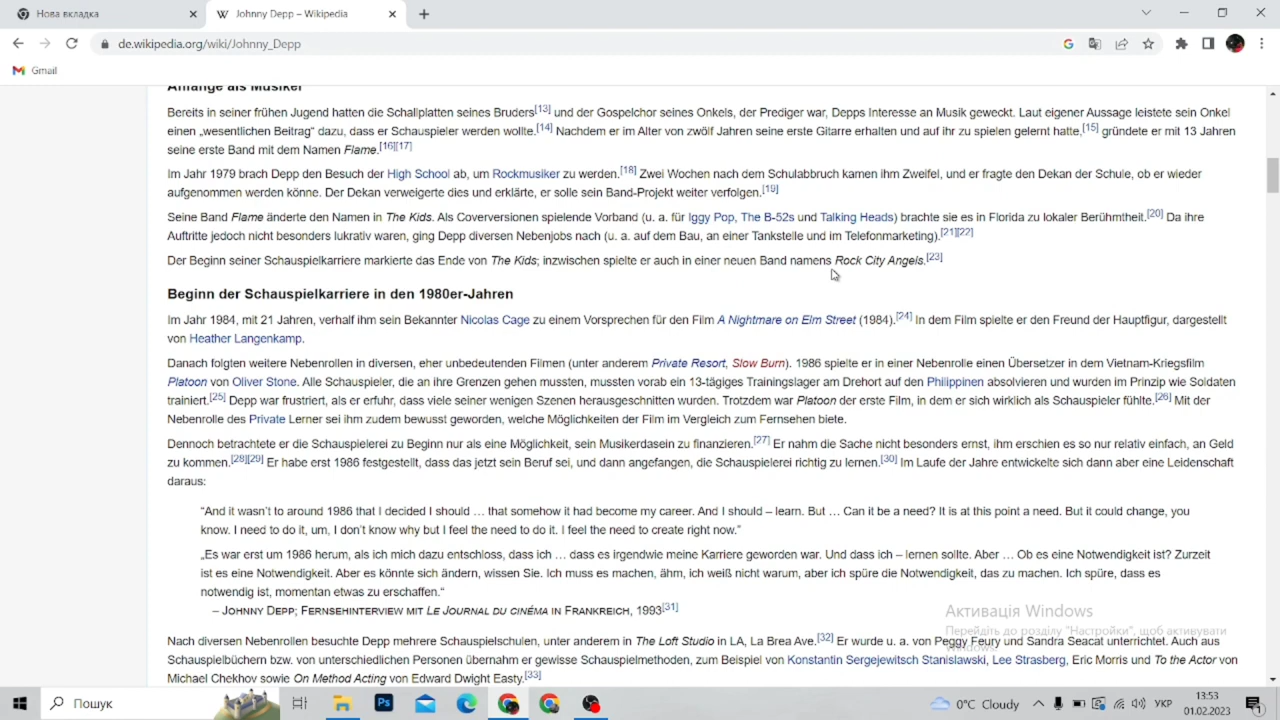 Нова вкладка
Johnny Depp – Wikipedia
de.wikipedia.org/wiki/Johnny_Depp
Gmail
Anfänge als Musiker
Bereits in seiner frühen Jugend hatten die Schallplatten seines Bruders[13] und der Gospelchor seines Onkels, der Prediger war, Depps Interesse an Musik geweckt. Laut eigener Aussage leistete sein Onkel
einen „wesentlichen Beitrag“ dazu, dass er Schauspieler werden wollte.[14] Nachdem er im Alter von zwölf Jahren seine erste Gitarre erhalten und auf ihr zu spielen gelernt hatte,[15] gründete er mit 13 Jahren
seine erste Band mit dem Namen Flame.[16][17]
Im Jahr 1979 brach Depp den Besuch der High School ab, um Rockmusiker zu werden.[18] Zwei Wochen nach dem Schulabbruch kamen ihm Zweifel, und er fragte den Dekan der Schule, ob er wieder
aufgenommen werden könne. Der Dekan verweigerte dies und erklärte, er solle sein Band-Projekt weiter verfolgen.[19]
Seine Band Flame änderte den Namen in The Kids. Als Coverversionen spielende Vorband (u. a. für Iggy Pop, The B-52s und Talking Heads) brachte sie es in Florida zu lokaler Berühmtheit.[20] Da ihre
Auftritte jedoch nicht besonders lukrativ waren, ging Depp diversen Nebenjobs nach (u. a. auf dem Bau, an einer Tankstelle und im Telefonmarketing).[21][22]
Der Beginn seiner Schauspielkarriere markierte das Ende von The Kids; inzwischen spielte er auch in einer neuen Band namens Rock City Angels.[23]
Beginn der Schauspielkarriere in den 1980er-Jahren
Im Jahr 1984, mit 21 Jahren, verhalf ihm sein Bekannter Nicolas Cage zu einem Vorsprechen für den Film A Nightmare on Elm Street (1984).[24] In dem Film spielte er den Freund der Hauptfigur, dargestellt
von Heather Langenkamp.
Danach folgten weitere Nebenrollen in diversen, eher unbedeutenden Filmen (unter anderem Private Resort, Slow Burn). 1986 spielte er in einer Nebenrolle einen Übersetzer in dem Vietnam-Kriegsfilm
Platoon von Oliver Stone. Alle Schauspieler, die an ihre Grenzen gehen mussten, mussten vorab ein 13-tägiges Trainingslager am Drehort auf den Philippinen absolvieren und wurden im Prinzip wie Soldaten
trainiert.[25] Depp war frustriert, als er erfuhr, dass viele seiner wenigen Szenen herausgeschnitten wurden. Trotzdem war Platoon der erste Film, in dem er sich wirklich als Schauspieler fühlte.[26] Mit der
Nebenrolle des Private Lerner sei ihm zudem bewusst geworden, welche Möglichkeiten der Film im Vergleich zum Fernsehen biete.
Dennoch betrachtete er die Schauspielerei zu Beginn nur als eine Möglichkeit, sein Musikerdasein zu finanzieren.[27] Er nahm die Sache nicht besonders ernst, ihm erschien es so nur relativ einfach, an Geld
zu kommen.[28][29] Er habe erst 1986 festgestellt, dass das jetzt sein Beruf sei, und dann angefangen, die Schauspielerei richtig zu lernen.[30] Im Laufe der Jahre entwickelte sich dann aber eine Leidenschaft
daraus:
“And it wasn’t to around 1986 that I decided I should … that somehow it had become my career. And I should – learn. But … Can it be a need? It is at this point a need. But it could change, you
know. I need to do it, um, I don’t know why but I feel the need to do it. I feel the need to create right now.”
„Es war erst um 1986 herum, als ich mich dazu entschloss, dass ich … dass es irgendwie meine Karriere geworden war. Und dass ich – lernen sollte. Aber … Ob es eine Notwendigkeit ist? Zurzeit
ist es eine Notwendigkeit. Aber es könnte sich ändern, wissen Sie. Ich muss es machen, ähm, ich weiß nicht warum, aber ich spüre die Notwendigkeit, das zu machen. Ich spüre, dass es
notwendig ist, momentan etwas zu erschaffen.“
– Johnny Depp; Fernsehinterview mit Le Journal du cinéma in Frankreich, 1993[31]
Активація Windows
Перейдіть до розділу "Настройки", щоб активувати
Windows.
Nach diversen Nebenrollen besuchte Depp mehrere Schauspielschulen, unter anderem in The Loft Studio in LA, La Brea Ave.[32] Er wurde u. a. von Peggy Feury und Sandra Seacat unterrichtet. Auch aus
Schauspielbüchern bzw. von unterschiedlichen Personen übernahm er gewisse Schauspielmethoden, zum Beispiel von Konstantin Sergejewitsch Stanislawski, Lee Strasberg, Eric Morris und To the Actor von
Michael Chekhov sowie On Method Acting von Edward Dwight Easty.[33]
Пошук
Ps
0°C Cloudy
УКР
13:53
01.02.2023
1